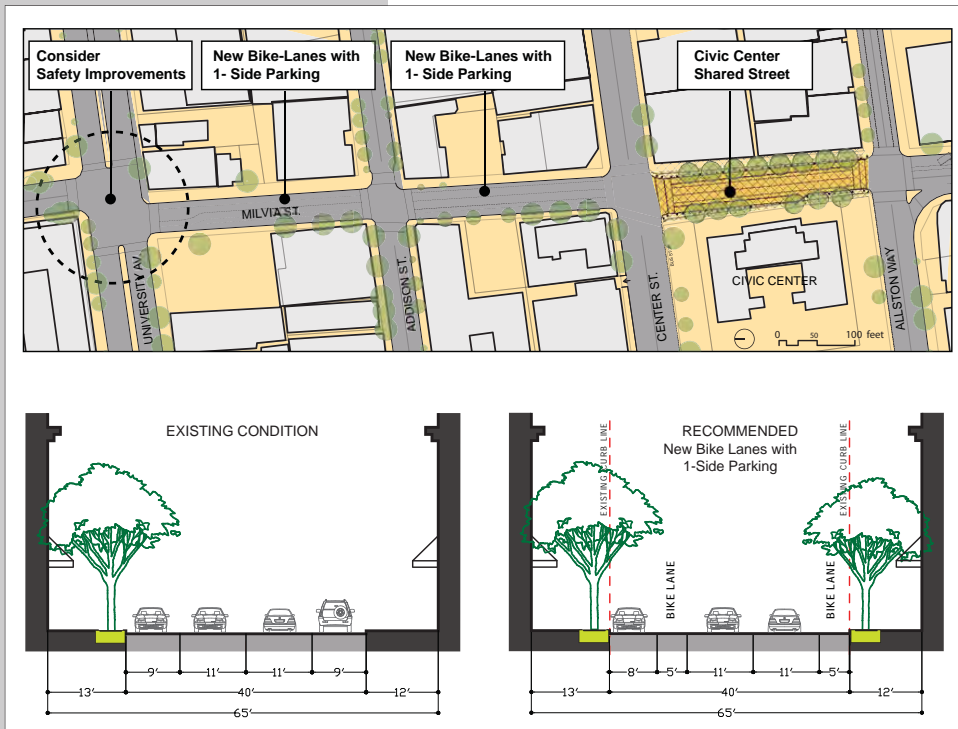 Consider
Safety Improvements
New Bike-Lanes with
1- Side Parking
New Bike-Lanes with
1- Side Parking
Civic Center
Shared Street
MILVIA ST.
UNIVERSITY AV.
ADDISON ST.
CENTER ST.
CIVIC CENTER
ALLSTON WAY
0 50 100 feet
EXISTING CONDITION
9' 11' 11' 9'
13' 40' 12'
65'
RECOMMENDED
New Bike Lanes with
1-Side Parking
EXISTING CURB LINE
EXISTING CURB LINE
BIKE LANE
BIKE LANE
8' 5' 11' 11' 5'
13' 40' 12'
65'